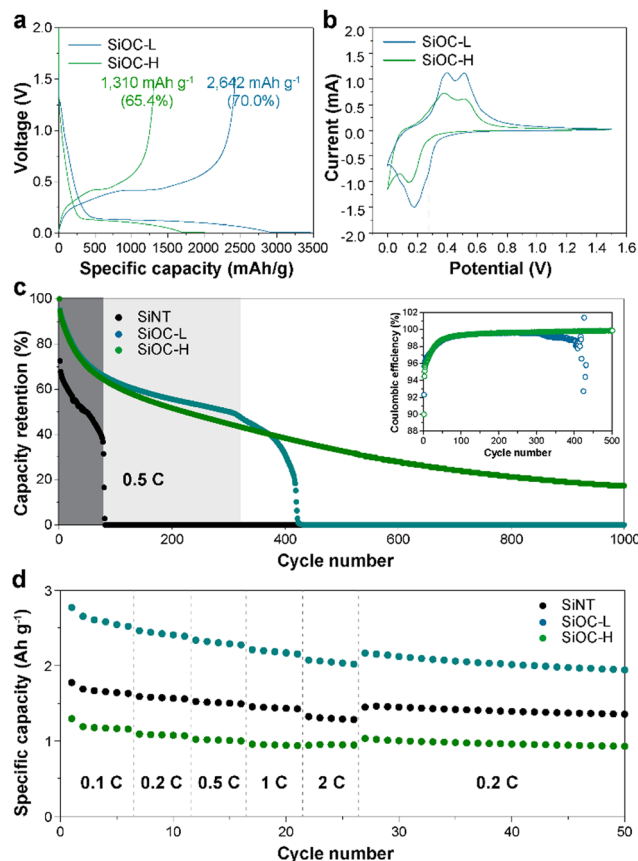 a
SiOC-L
SiOC-H
1,310 mAh g⁻¹
(65.4%)
2,642 mAh g⁻¹
(70.0%)
2.0
1.5
1.0
0.5
0.0
Voltage (V)
0 500 1000 1500 2000 2500 3000 3500
Specific capacity (mAh/g)
b
SiOC-L
SiOC-H
2.0
1.5
1.0
0.5
0.0
-0.5
-1.0
-1.5
-2.0
Current (mA)
0.0 0.2 0.4 0.6 0.8 1.0 1.2 1.4 1.6
Potential (V)
c
SiNT
SiOC-L
SiOC-H
0.5 C
100
80
60
40
20
0
Capacity retention (%)
0 200 400 600 800 1000
Cycle number
104
102
100
98
96
94
92
90
88
Coulombic efficiency (%)
0 100 200 300 400 500
Cycle number
d
SiNT
SiOC-L
SiOC-H
3
2
1
0
Specific capacity (Ah g⁻¹)
0.1 C 0.2 C 0.5 C 1 C 2 C 0.2 C
0 10 20 30 40 50
Cycle number